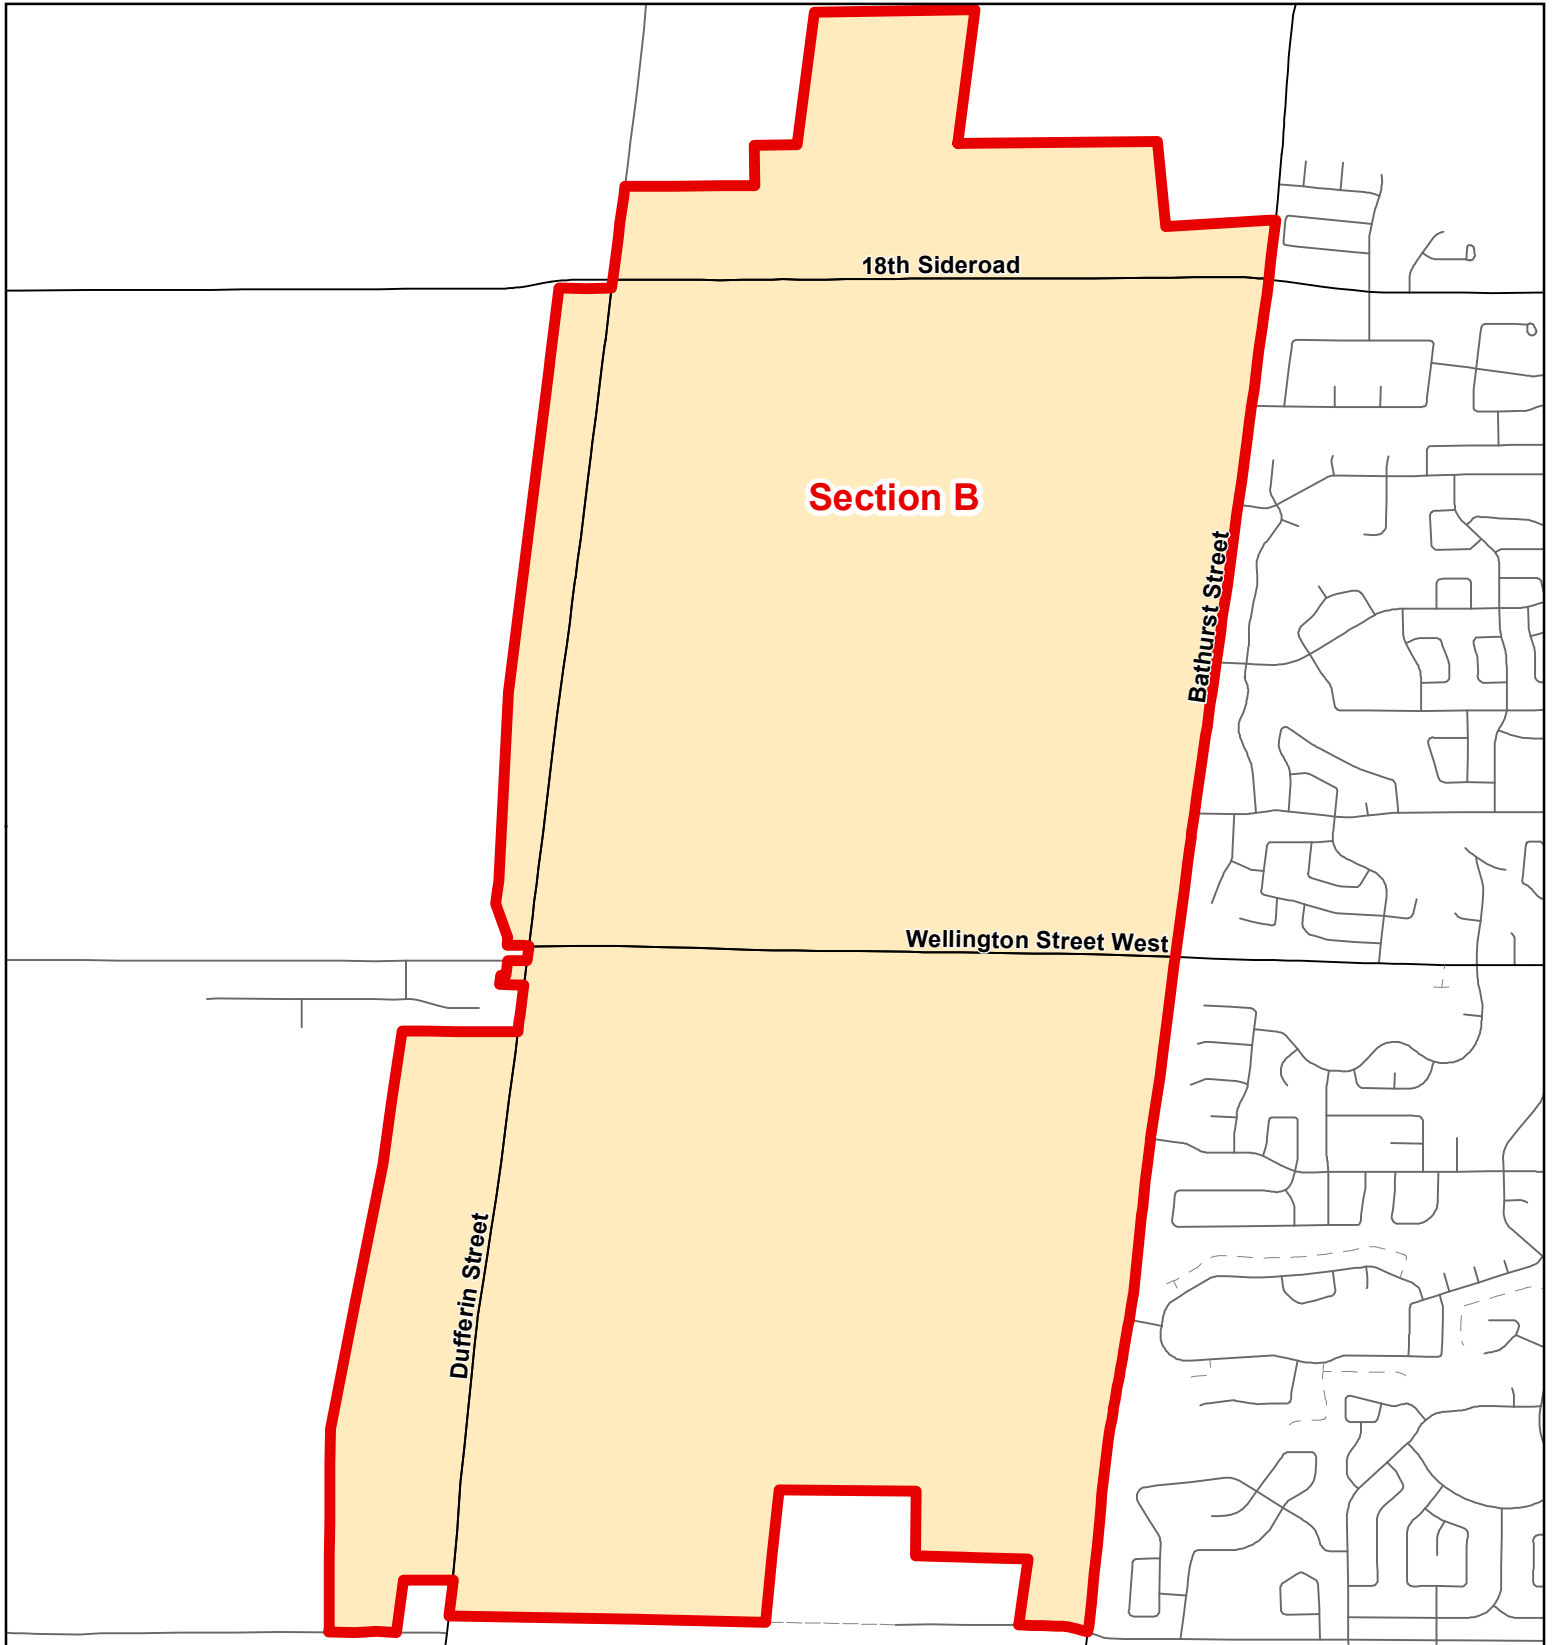 18th Sideroad
Section B
Bathurst Street
Wellington Street West
Dufferin Street